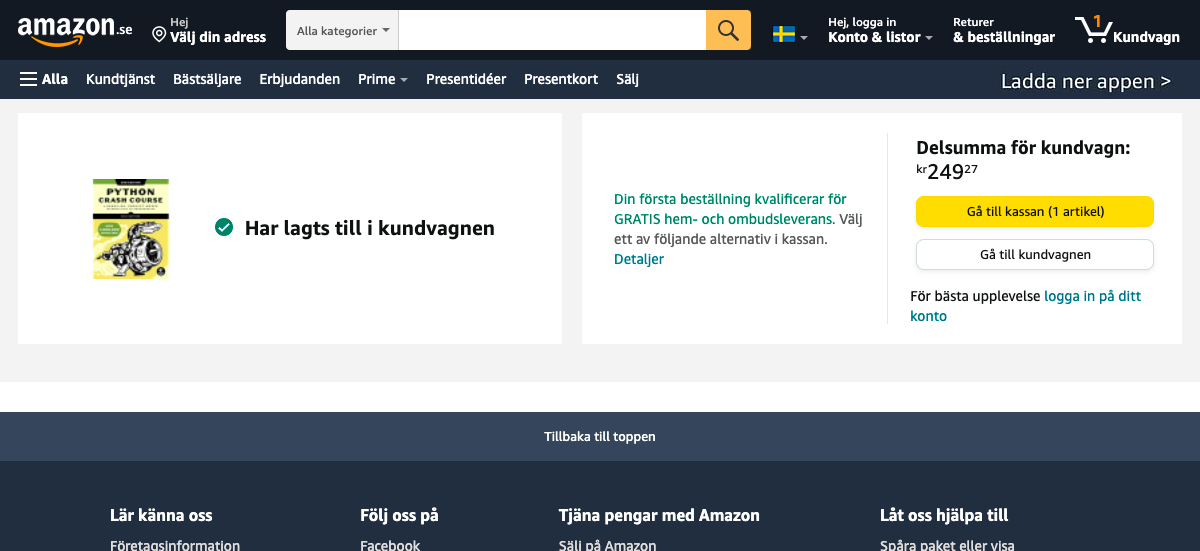 amazon.se
Hej
Välj din adress
Alla kategorier
Hej, logga in
Konto & listor
Returer
& beställningar
1
Kundvagn
Alla
Kundtjänst
Bästsäljare
Erbjudanden
Prime
Presentidéer
Presentkort
Sälj
Ladda ner appen >
PYTHON
CRASH COURSE
Har lagts till i kundvagnen
Din första beställning kvalificerar för
GRATIS hem- och ombudsleverans. Välj
ett av följande alternativ i kassan.
Detaljer
Delsumma för kundvagn:
kr24927
Gå till kassan (1 artikel)
Gå till kundvagnen
För bästa upplevelse logga in på ditt
konto
Tillbaka till toppen
Lär känna oss
Följ oss på
Tjäna pengar med Amazon
Låt oss hjälpa till
Företagsinformation
Facebook
Sälj på Amazon
Spåra paket eller visa